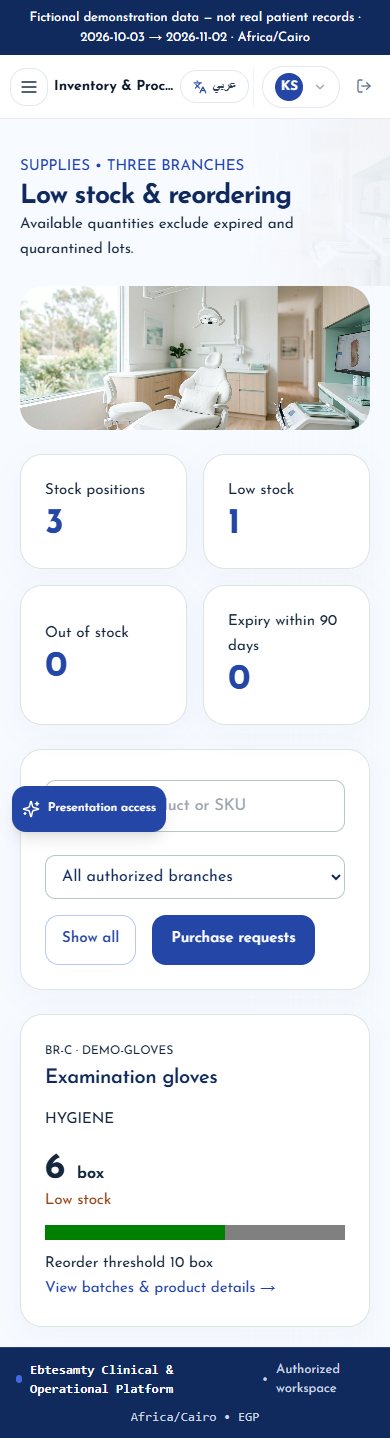 Fictional demonstration data — not real patient records ·
2026-10-03 → 2026-11-02 · Africa/Cairo
Inventory & Proc...
عربي
KS
SUPPLIES • THREE BRANCHES
Low stock & reordering
Available quantities exclude expired and
quarantined lots.
Stock positions
3
Low stock
1
Out of stock
0
Expiry within 90
days
0
Presentation access
or SKU
All authorized branches
Show all
Purchase requests
BR-C · DEMO-GLOVES
Examination gloves
HYGIENE
6 box
Low stock
Reorder threshold 10 box
View batches & product details →
Ebtesamty Clinical &
Operational Platform
• Authorized
workspace
Africa/Cairo • EGP